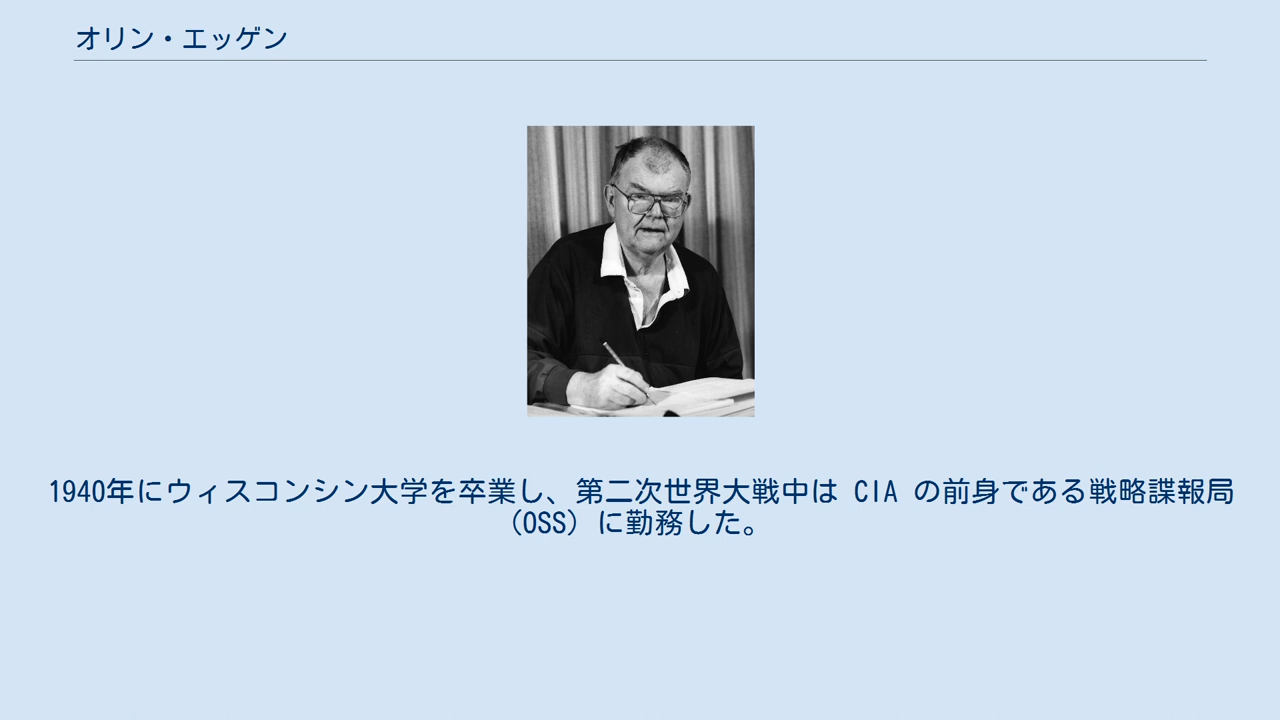 オリン・エッゲン
1940年にウィスコンシン大学を卒業し、第二次世界大戦中は CIA の前身である戦略諜報局
（OSS）に勤務した。